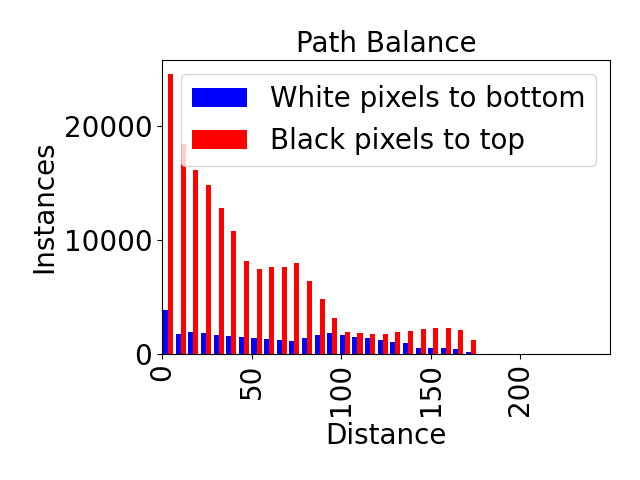 Path Balance
White pixels to bottom
Black pixels to top
Instances
20000
10000
0
0
50
100
150
200
Distance